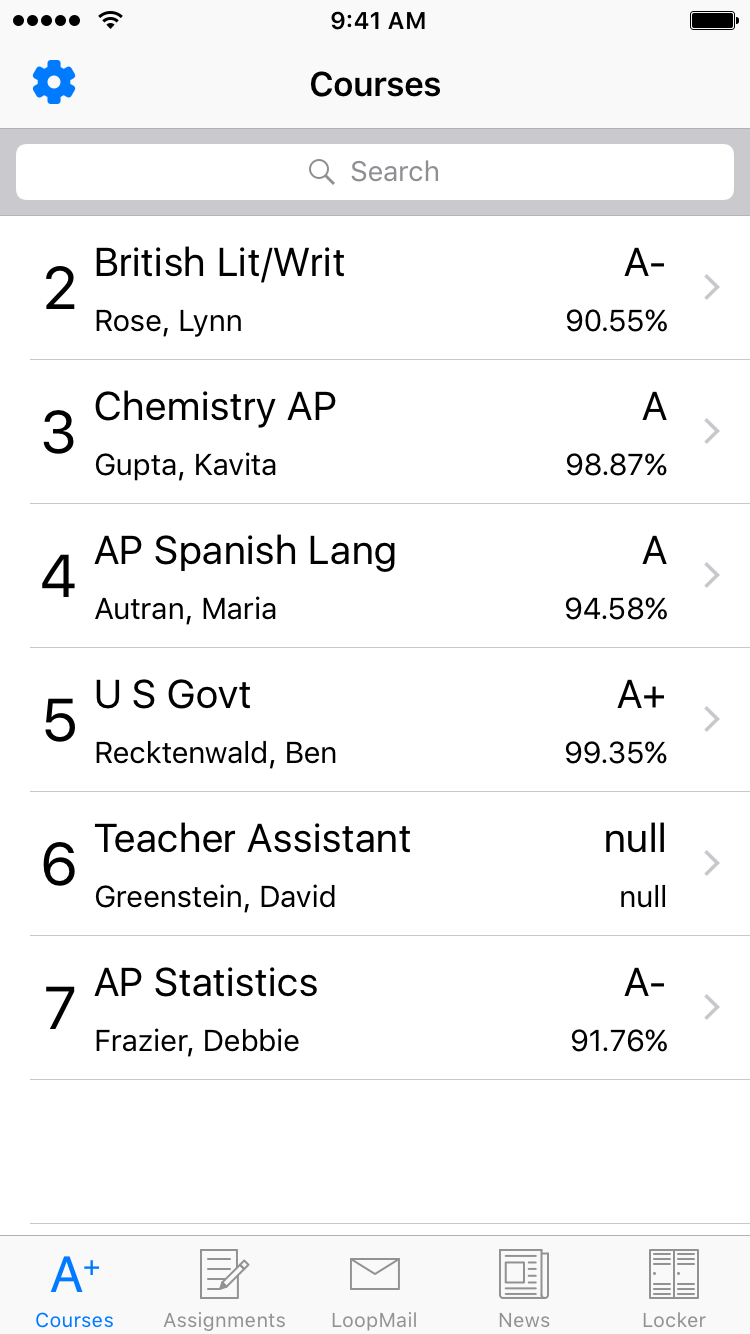 9:41 AM
Courses
Search
2 British Lit/Writ A-
Rose, Lynn 90.55%
3 Chemistry AP A
Gupta, Kavita 98.87%
4 AP Spanish Lang A
Autran, Maria 94.58%
5 U S Govt A+
Recktenwald, Ben 99.35%
6 Teacher Assistant null
Greenstein, David null
7 AP Statistics A-
Frazier, Debbie 91.76%
A+
Courses Assignments LoopMail News Locker